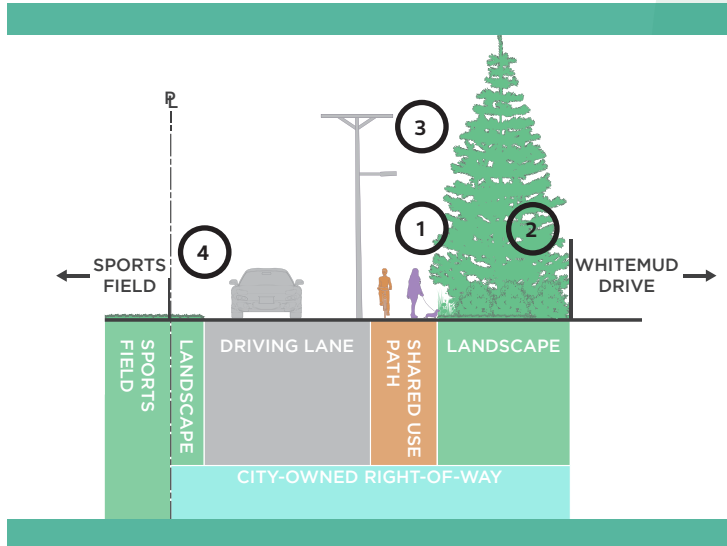 PL
3
1
2
4
SPORTS
FIELD
WHITEMUD
DRIVE
SPORTS
FIELD
LANDSCAPE
DRIVING LANE
SHARED USE
PATH
LANDSCAPE
CITY-OWNED RIGHT-OF-WAY